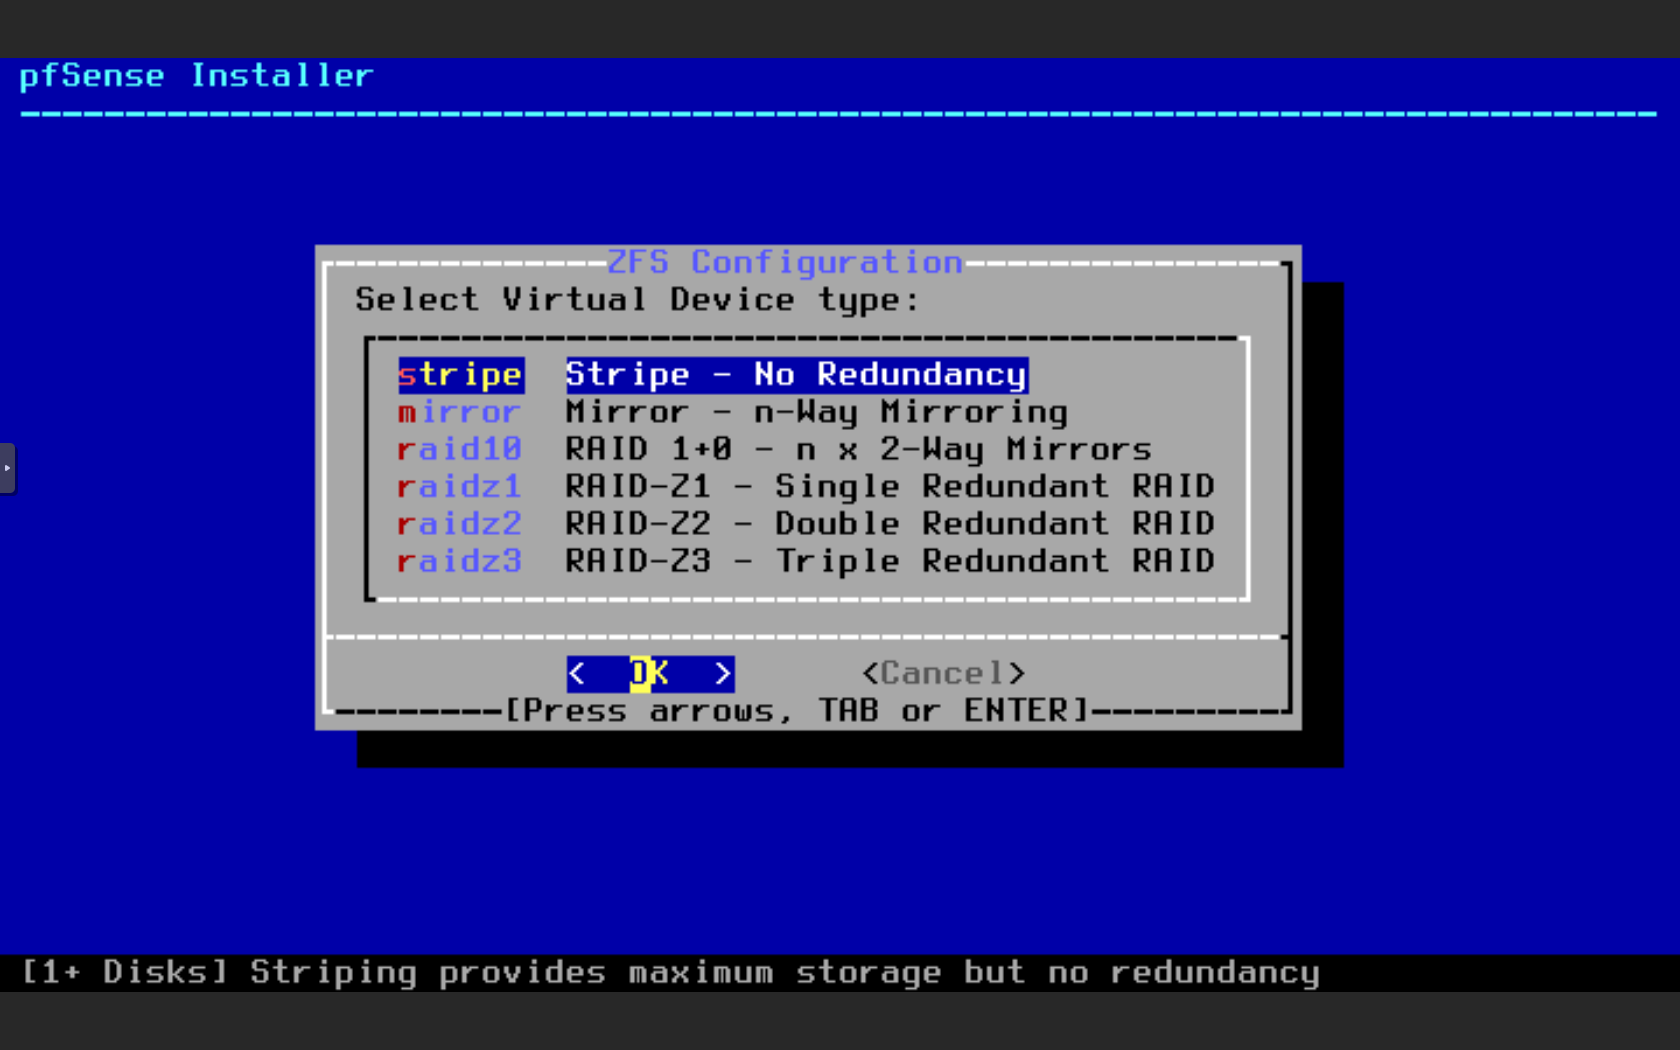 pfSense Installer
ZFS Configuration
Select Virtual Device type:
stripe Stripe - No Redundancy
mirror Mirror - n-Way Mirroring
raid10 RAID 1+0 - n x 2-Way Mirrors
raidz1 RAID-Z1 - Single Redundant RAID
raidz2 RAID-Z2 - Double Redundant RAID
raidz3 RAID-Z3 - Triple Redundant RAID
< OK > <Cancel>
[Press arrows, TAB or ENTER]
[1+ Disks] Striping provides maximum storage but no redundancy